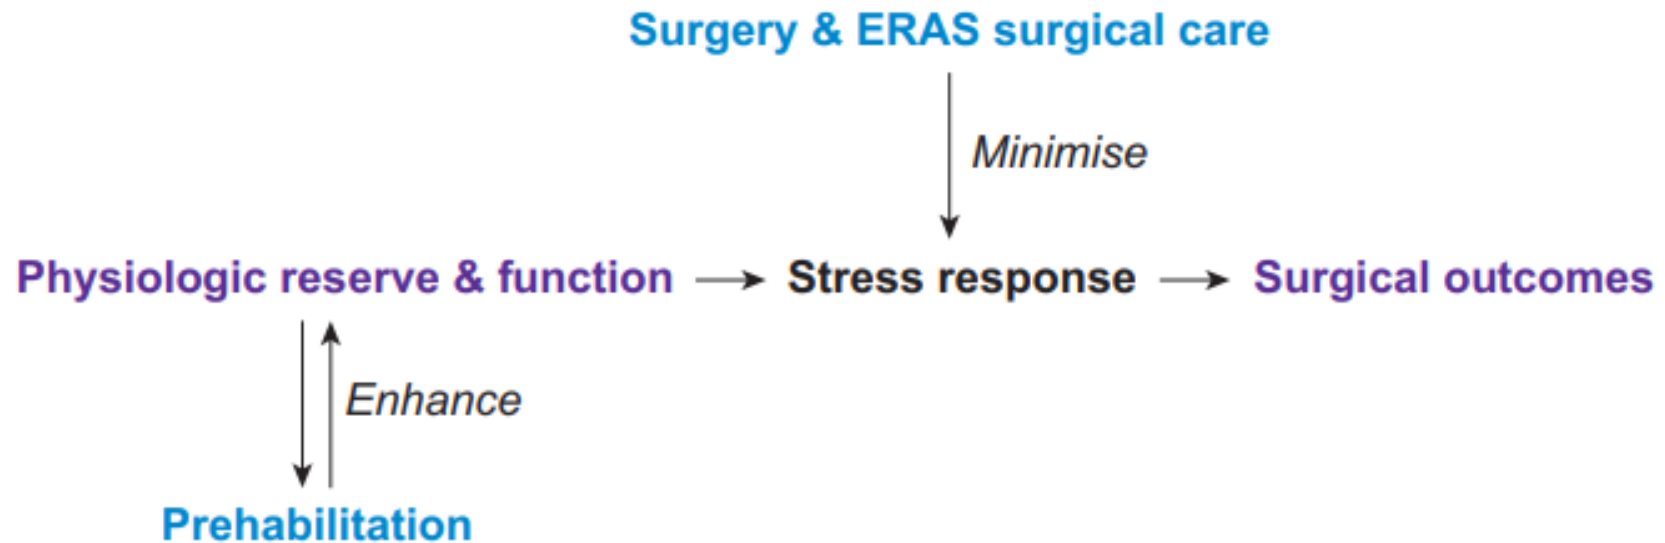 Surgery & ERAS surgical care
Minimise
Physiologic reserve & function
Stress response
Surgical outcomes
Enhance
Prehabilitation